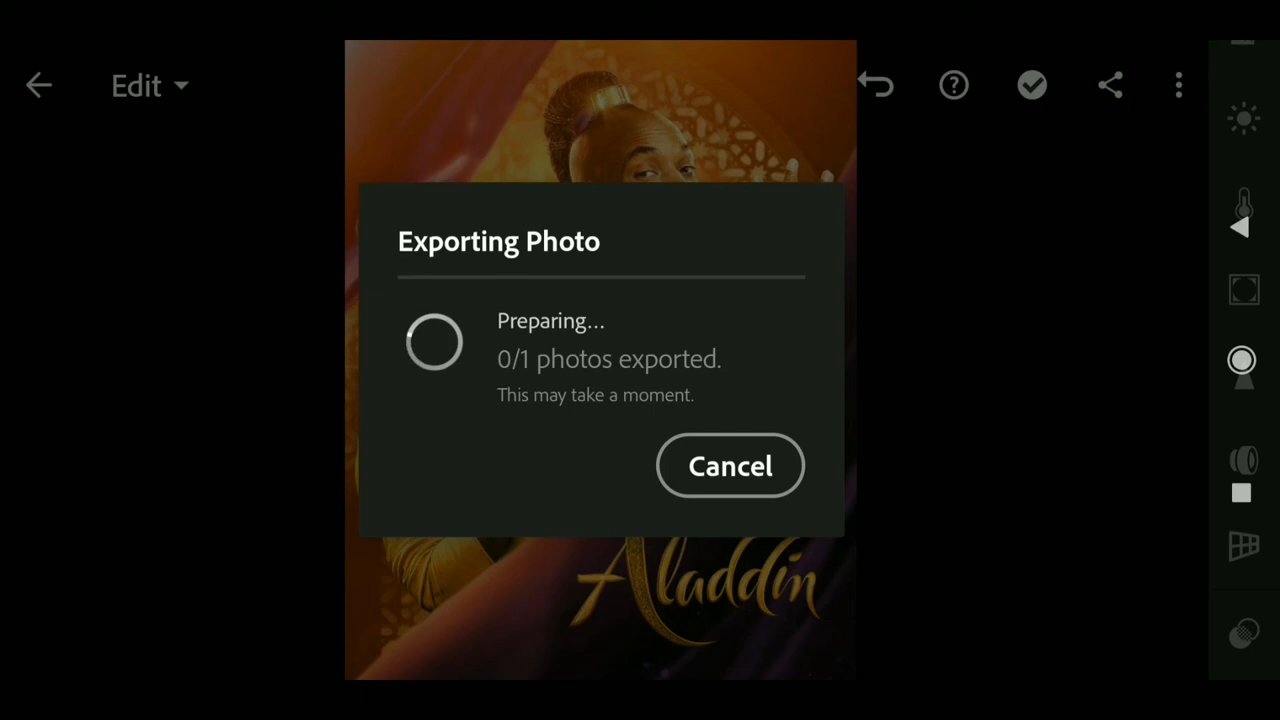 Edit
Exporting Photo
Preparing...
0/1 photos exported.
This may take a moment.
Cancel
Aladdin